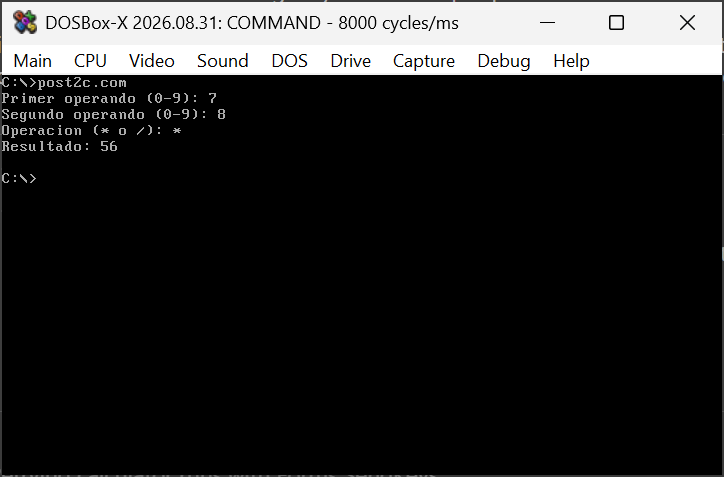 DOSBox-X 2026.08.31: COMMAND - 8000 cycles/ms
Main CPU Video Sound DOS Drive Capture Debug Help
C:\>post2c.com
Primer operando (0-9): 7
Segundo operando (0-9): 8
Operacion (* o /): *
Resultado: 56
C:\>